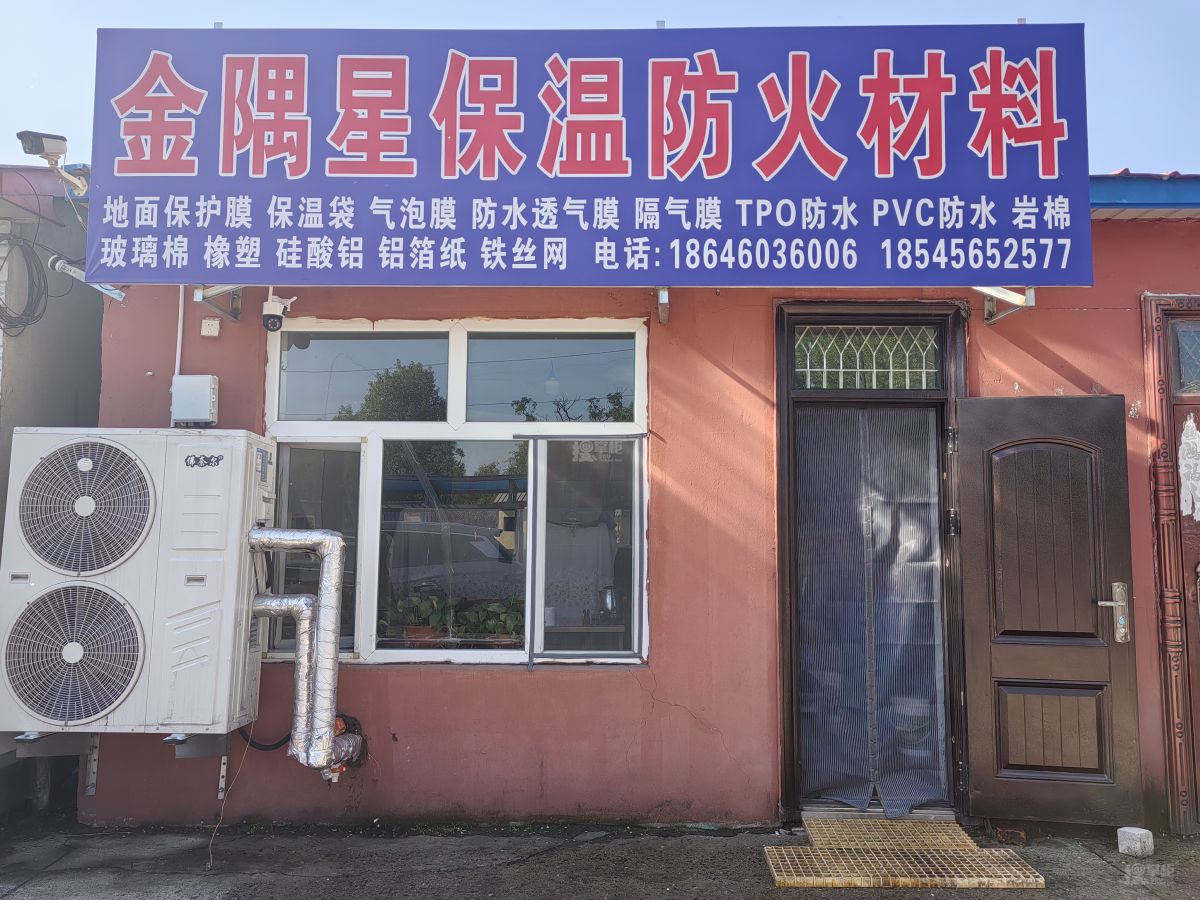 金隅星保温防火材料
地面保护膜 保温袋 气泡膜 防水透气膜 隔气膜 TPO防水 PVC防水 岩棉
玻璃棉 橡塑 硅酸铝 铝箔纸 铁丝网 电话:18646036006 18545652577